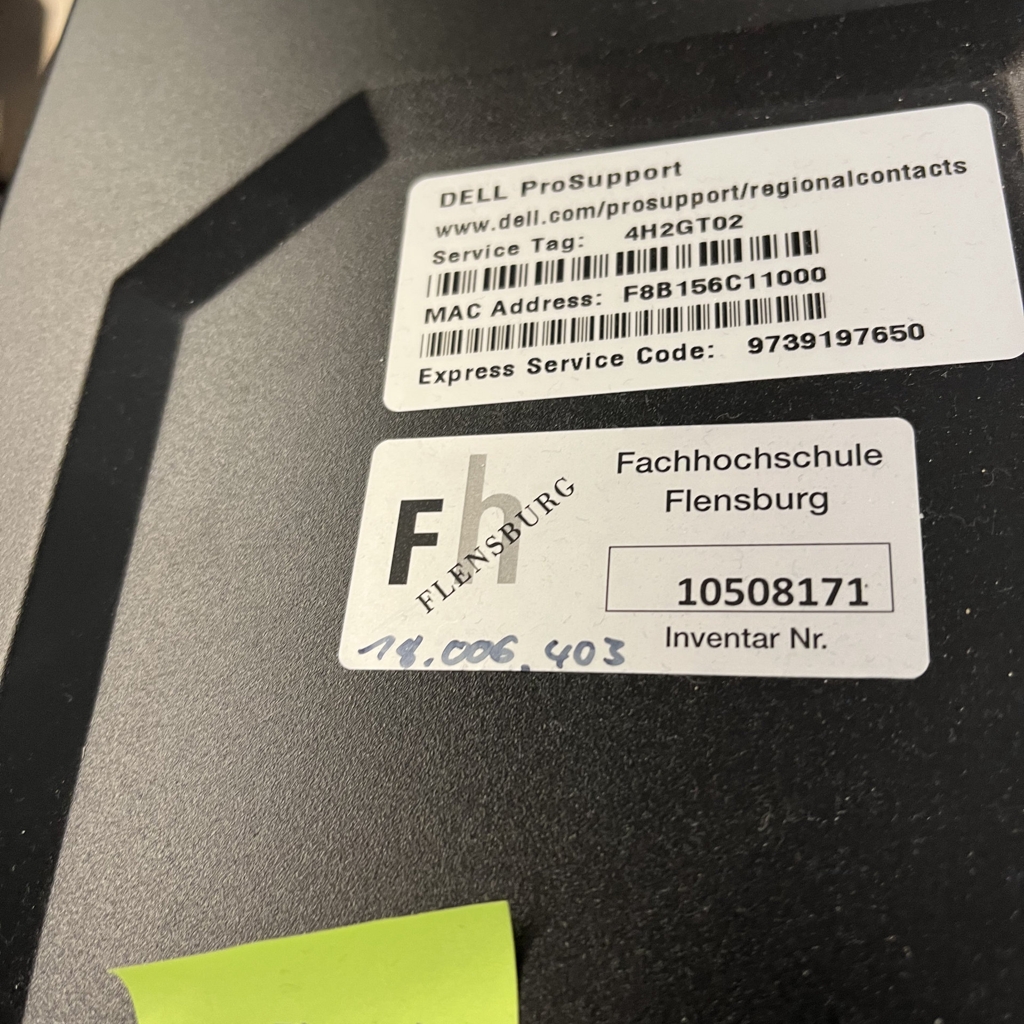 DELL ProSupport
www.dell.com/prosupport/regionalcontacts
Service Tag: 4H2GT02
MAC Address: F8B156C11000
Express Service Code: 9739197650
Fh
FLENSBURG
Fachhochschule
Flensburg
10508171
Inventar Nr.
18.006.403